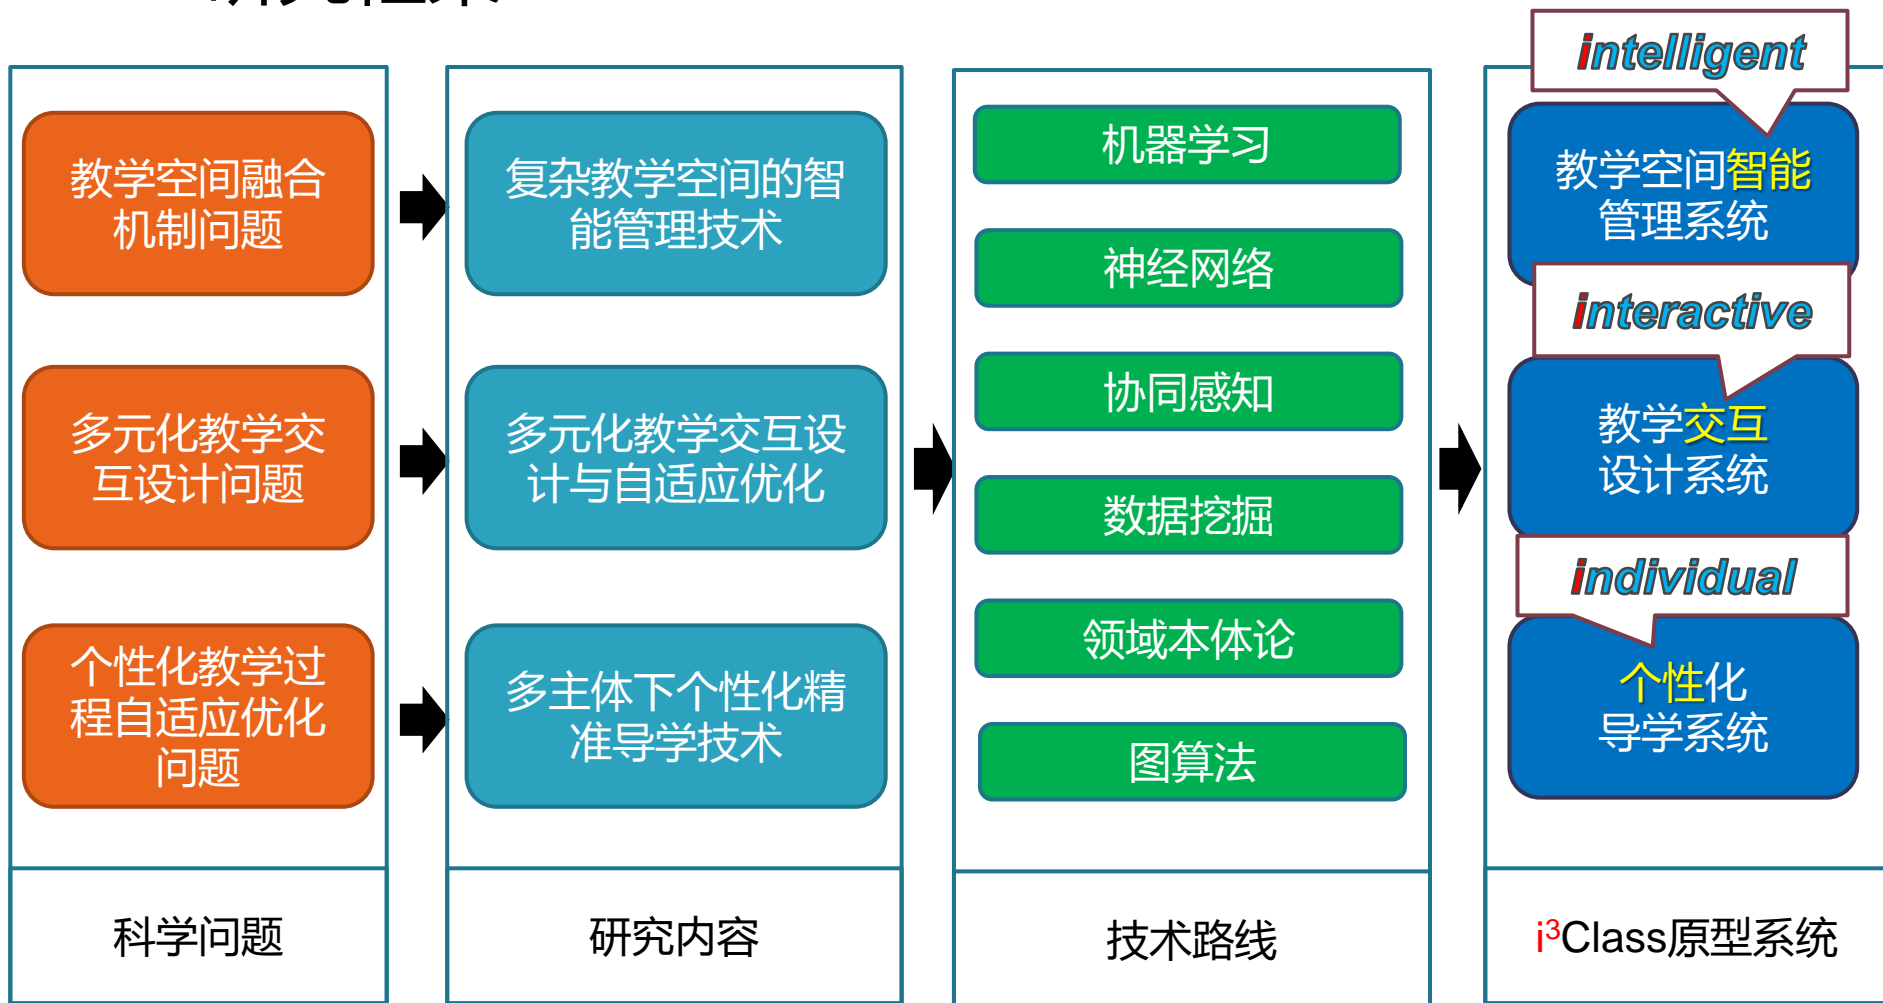 研究框架
教学空间融合
机制问题
多元化教学交
互设计问题
个性化教学过
程自适应优化
问题
科学问题
复杂教学空间的智
能管理技术
多元化教学交互设
计与自适应优化
多主体下个性化精
准导学技术
研究内容
机器学习
神经网络
协同感知
数据挖掘
领域本体论
图算法
技术路线
intelligent
教学空间智能
管理系统
interactive
教学交互
设计系统
individual
个性化
导学系统
i³Class原型系统